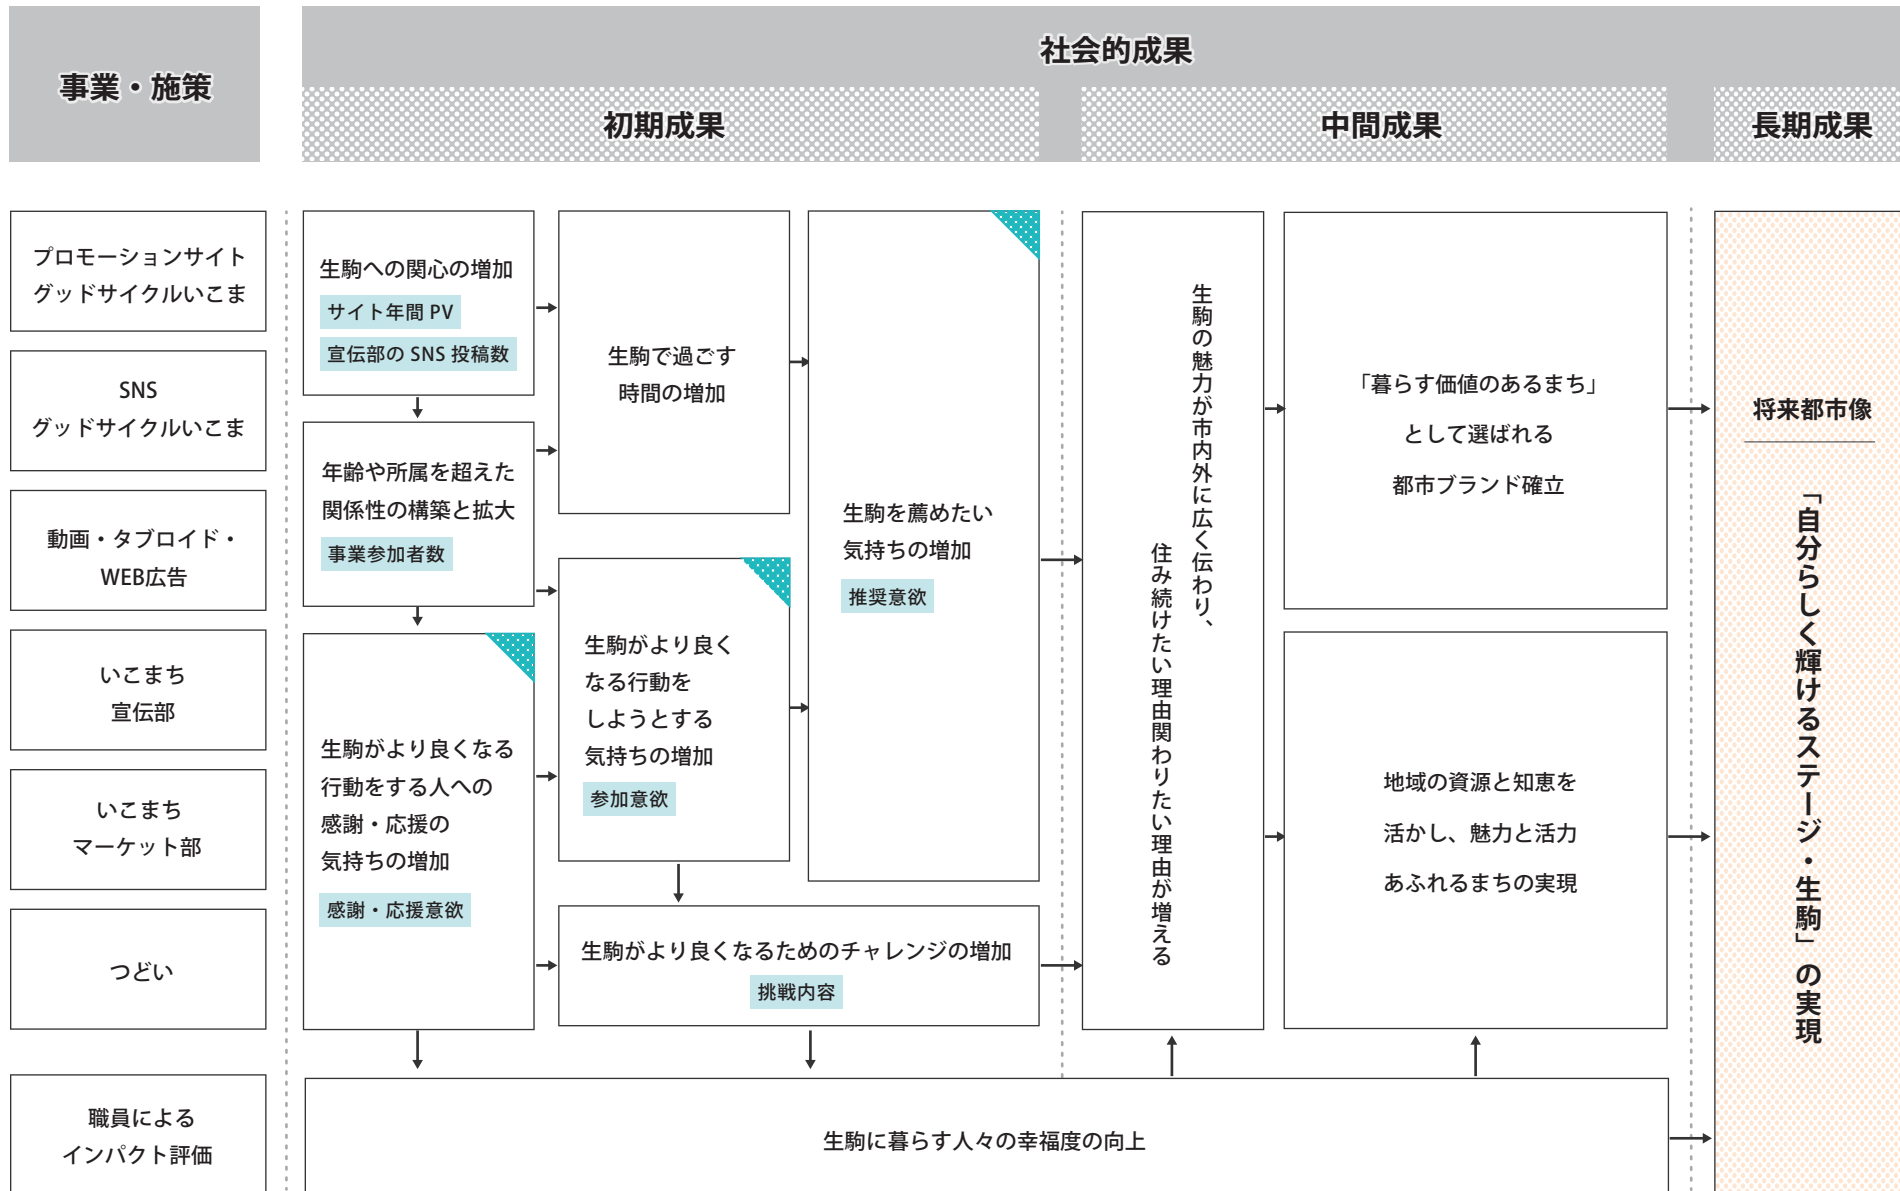 事業・施策
社会的成果
初期成果
中間成果
長期成果
プロモーションサイト
グッドサイクルいこま
SNS
グッドサイクルいこま
動画・タブロイド・
WEB広告
いこまち
宣伝部
いこまち
マーケット部
つどい
職員による
インパクト評価
生駒への関心の増加
サイト年間 PV
宣伝部の SNS 投稿数
年齢や所属を超えた
関係性の構築と拡大
事業参加者数
生駒がより良くなる
行動をする人への
感謝・応援の
気持ちの増加
感謝・応援意欲
生駒で過ごす
時間の増加
生駒がより良く
なる行動を
しようとする
気持ちの増加
参加意欲
生駒を薦めたい
気持ちの増加
推奨意欲
生駒がより良くなるためのチャレンジの増加
挑戦内容
生駒の魅力が市内外に広く伝わり、
住み続けたい理由関わりたい理由が増える
「暮らす価値のあるまち」
として選ばれる
都市ブランド確立
地域の資源と知恵を
活かし、魅力と活力
あふれるまちの実現
生駒に暮らす人々の幸福度の向上
将来都市像
「自分らしく輝けるステージ・生駒」の実現